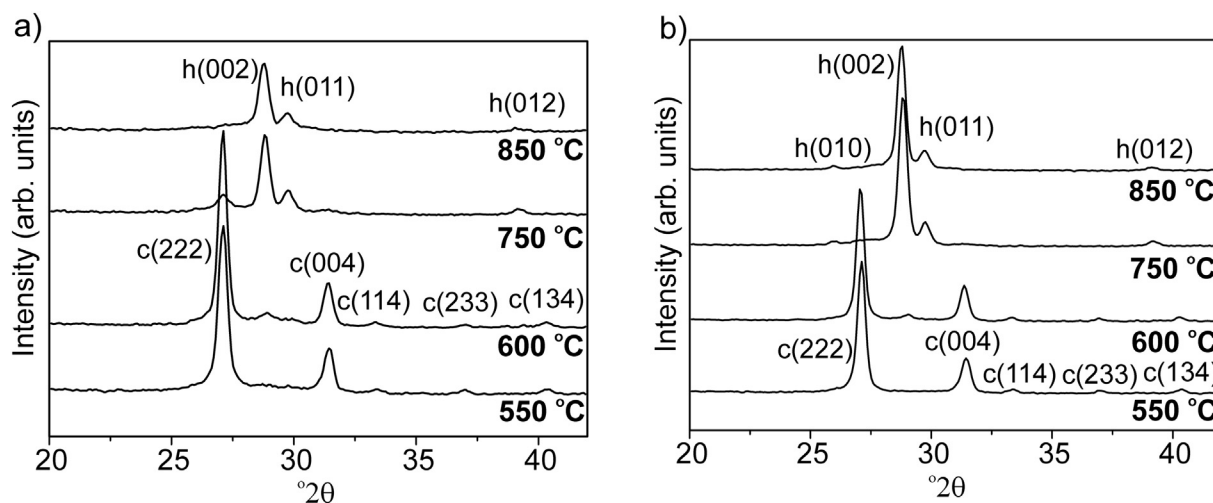 a)
h(002)
h(011)
h(012)
850 °C
750 °C
c(222)
c(004)
c(114)
c(233)
c(134)
600 °C
550 °C
Intensity (arb. units)
20 25 30 35 40
°2θ
b)
h(002)
h(010)
h(011)
h(012)
850 °C
750 °C
600 °C
c(222)
c(004)
c(114)
c(233)
c(134)
550 °C
Intensity (arb. units)
20 25 30 35 40
°2θ